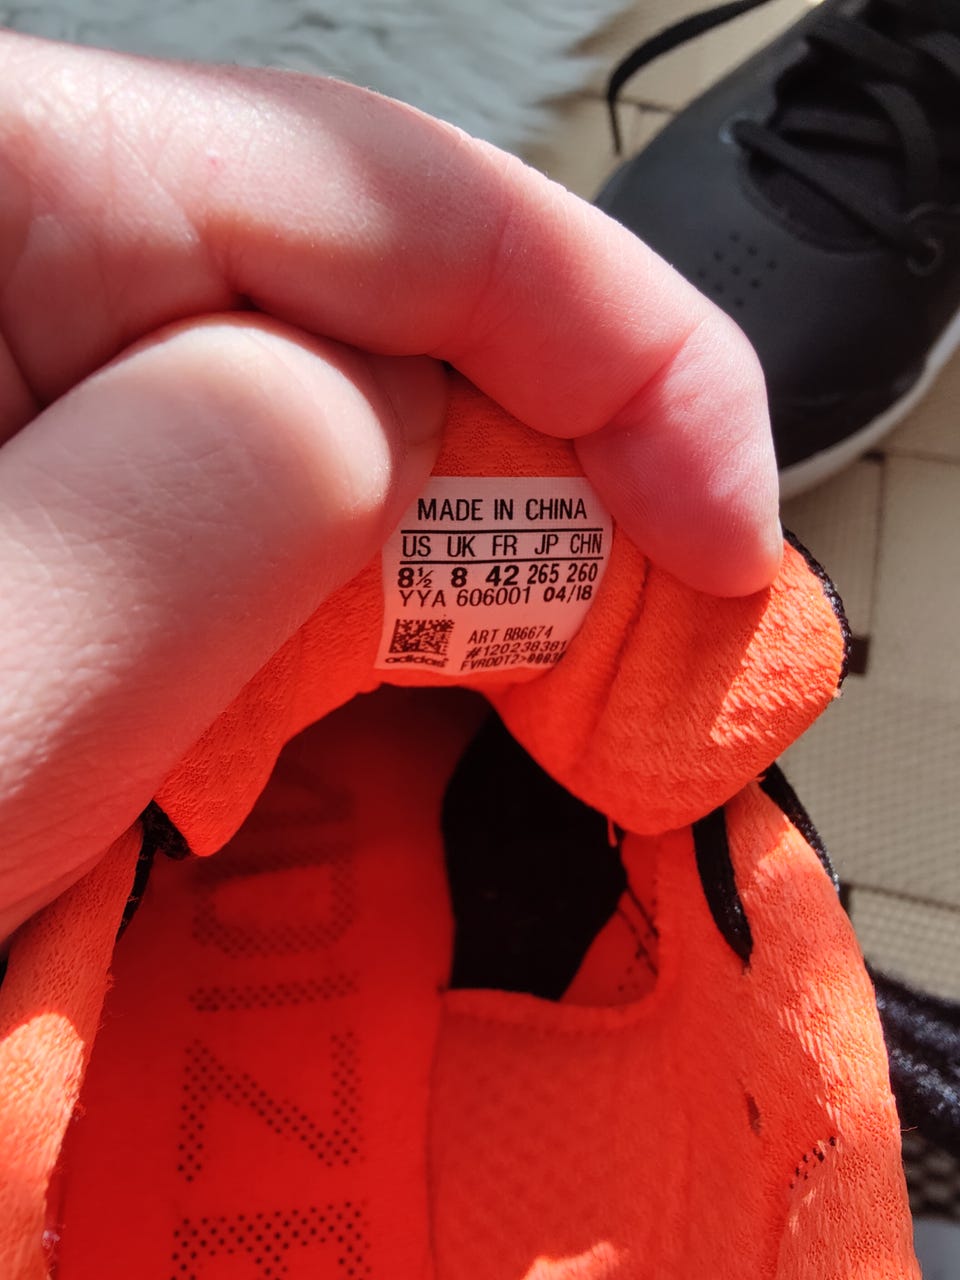 MADE IN CHINA
US UK FR JP CHN
8½ 8 42 265 260
YYA 606001 04/18
ART BB6674
#120238381
adidas